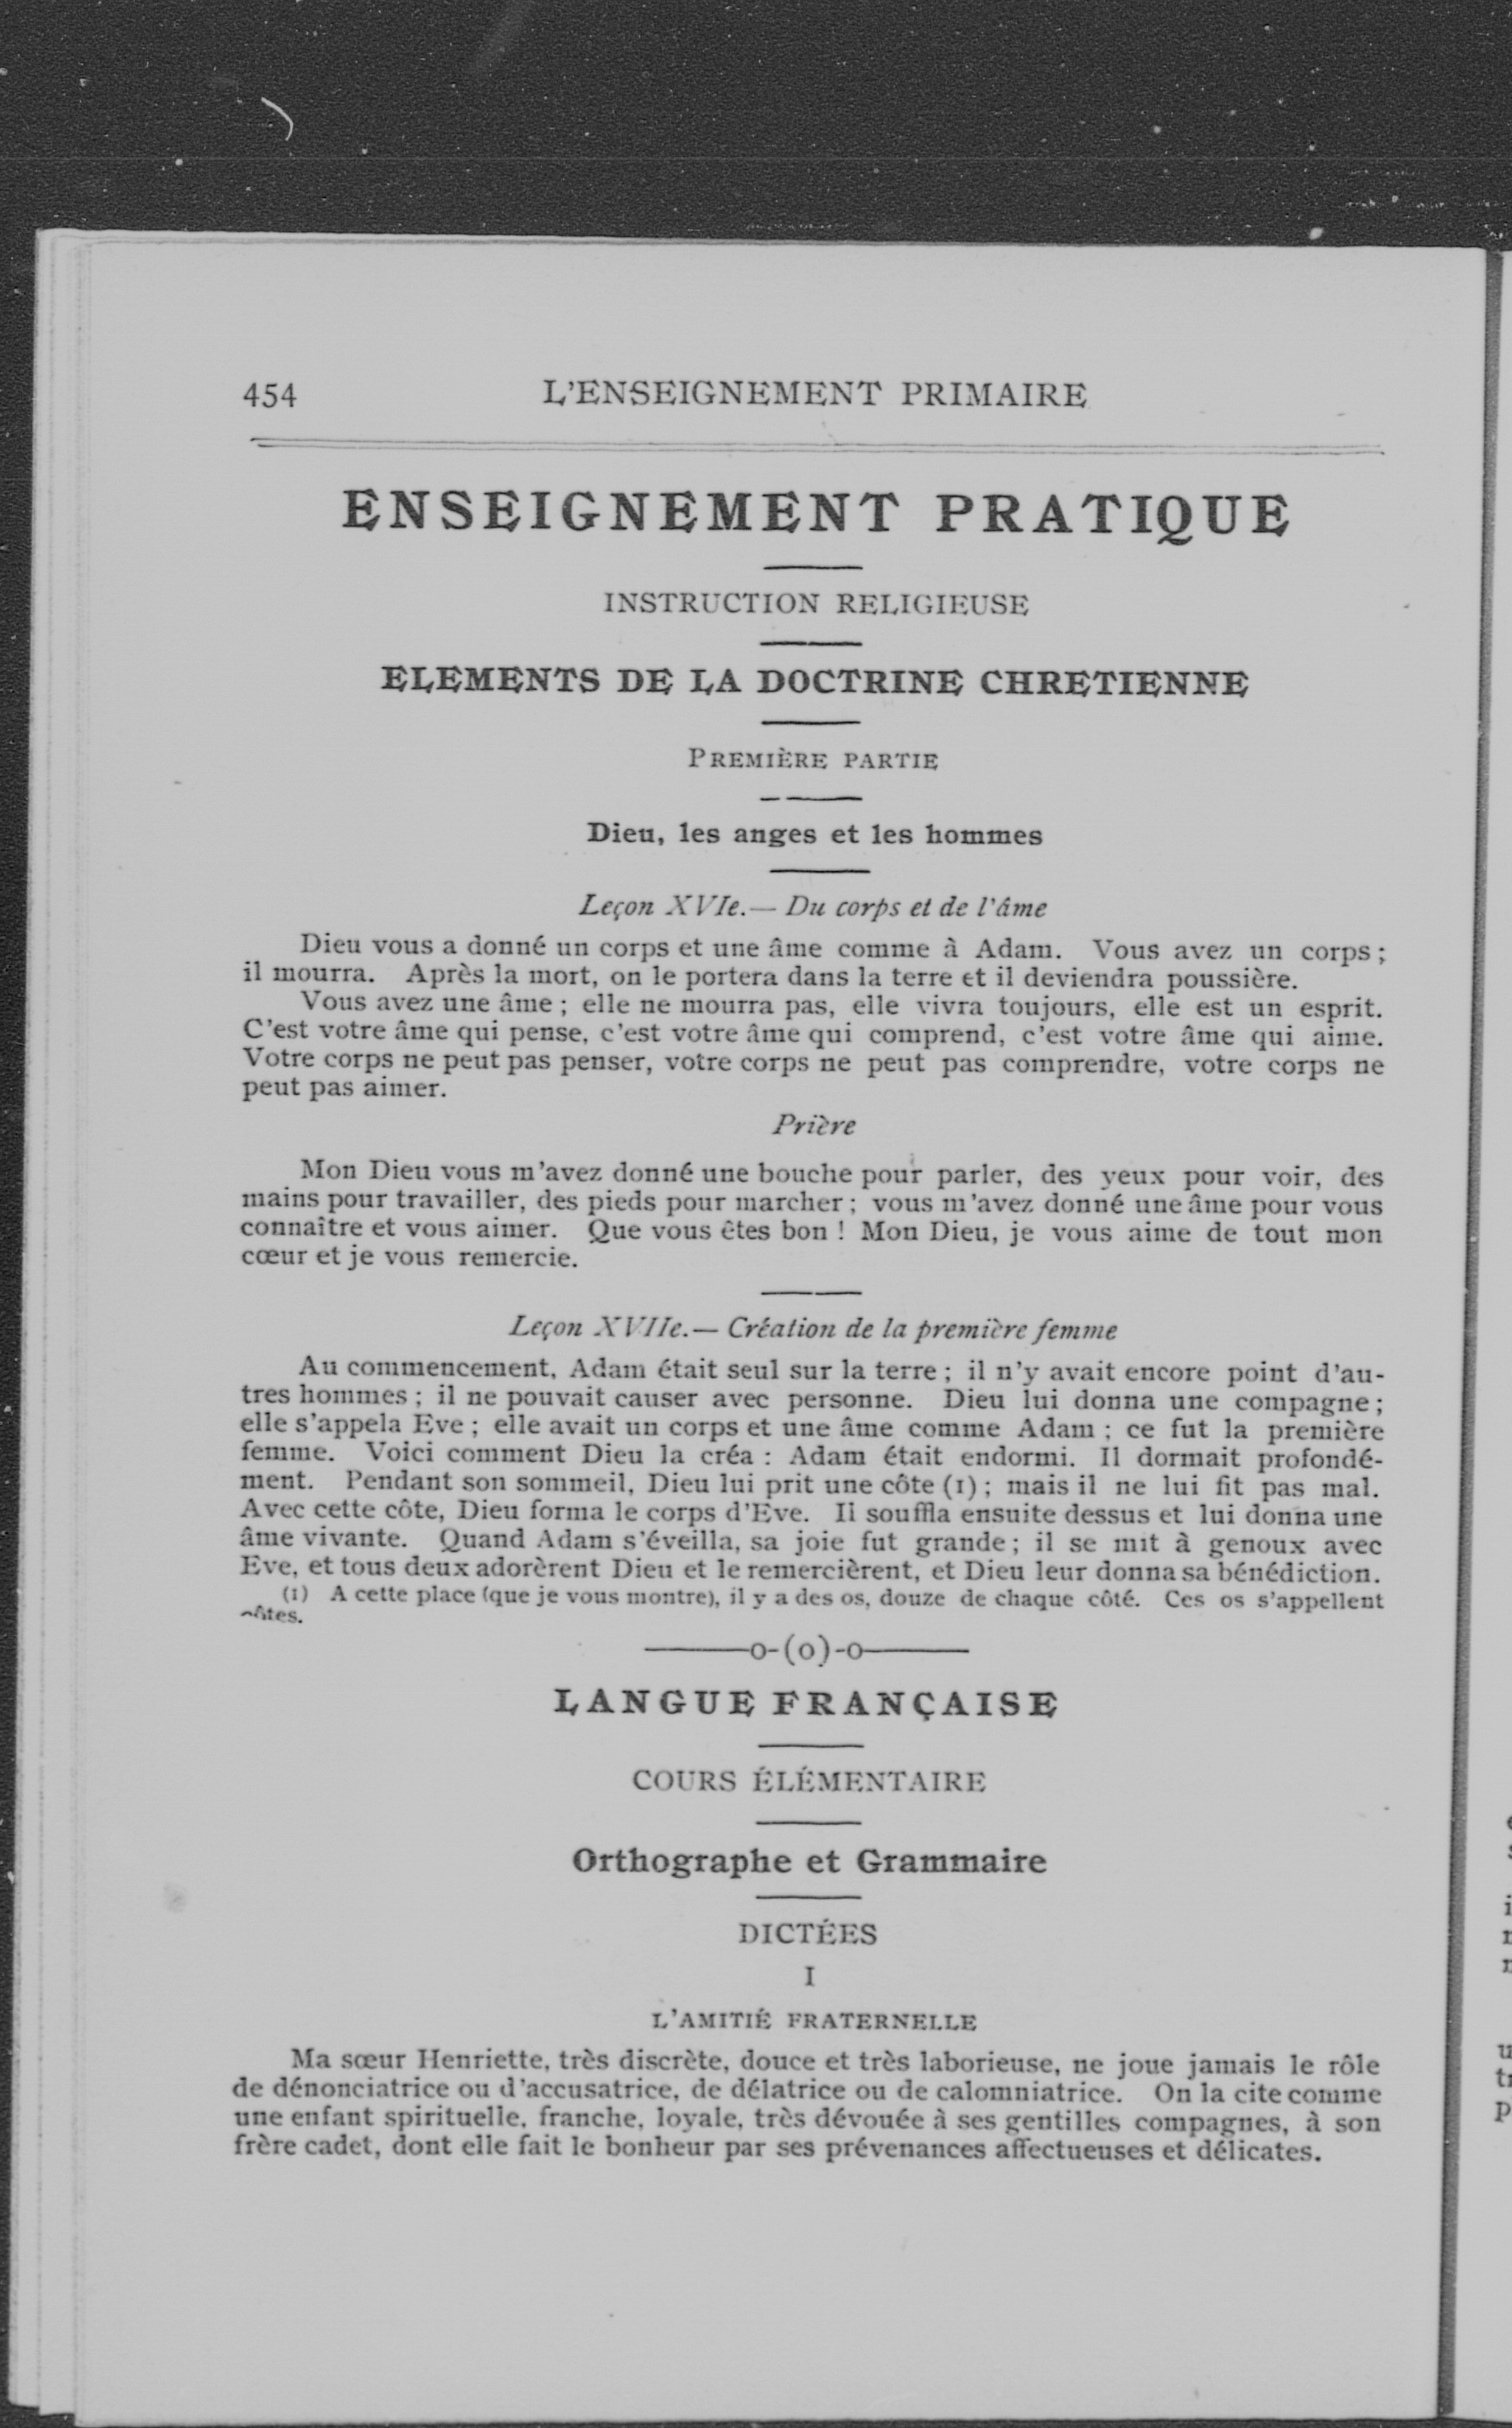 454 L'ENSEIGNEMENT PRIMAIRE
ENSEIGNEMENT PRATIQUE
INSTRUCTION RELIGIEUSE
ELEMENTS DE LA DOCTRINE CHRETIENNE
PREMIÈRE PARTIE
Dieu, les anges et les hommes
Leçon XVIe.— Du corps et de l'âme
Dieu vous a donné un corps et une âme comme à Adam. Vous avez un corps ;
il mourra. Après la mort, on le portera dans la terre et il deviendra poussière.
Vous avez une âme ; elle ne mourra pas, elle vivra toujours, elle est un esprit.
C'est votre âme qui pense, c'est votre âme qui comprend, c'est votre âme qui aime.
Votre corps ne peut pas penser, votre corps ne peut pas comprendre, votre corps ne
peut pas aimer.
Prière
Mon Dieu vous m'avez donné une bouche pour parler, des yeux pour voir, des
mains pour travailler, des pieds pour marcher ; vous m'avez donné une âme pour vous
connaître et vous aimer. Que vous êtes bon ! Mon Dieu, je vous aime de tout mon
cœur et je vous remercie.
Leçon XVIIe.— Création de la première femme
Au commencement, Adam était seul sur la terre ; il n'y avait encore point d'au-
tres hommes ; il ne pouvait causer avec personne. Dieu lui donna une compagne ;
elle s'appela Eve ; elle avait un corps et une âme comme Adam ; ce fut la première
femme. Voici comment Dieu la créa : Adam était endormi. Il dormait profondé-
ment. Pendant son sommeil, Dieu lui prit une côte (1) ; mais il ne lui fit pas mal.
Avec cette côte, Dieu forma le corps d'Eve. Ii souffla ensuite dessus et lui donna une
âme vivante. Quand Adam s'éveilla, sa joie fut grande ; il se mit à genoux avec
Eve, et tous deux adorèrent Dieu et le remercièrent, et Dieu leur donna sa bénédiction.
(1) A cette place (que je vous montre), il y a des os, douze de chaque côté. Ces os s'appellent
côtes.
o-(o)-o
LANGUE FRANÇAISE
COURS ÉLÉMENTAIRE
Orthographe et Grammaire
DICTÉES
I
L'AMITIÉ FRATERNELLE
Ma sœur Henriette, très discrète, douce et très laborieuse, ne joue jamais le rôle
de dénonciatrice ou d'accusatrice, de délatrice ou de calomniatrice. On la cite comme
une enfant spirituelle, franche, loyale, très dévouée à ses gentilles compagnes, à son
frère cadet, dont elle fait le bonheur par ses prévenances affectueuses et délicates.